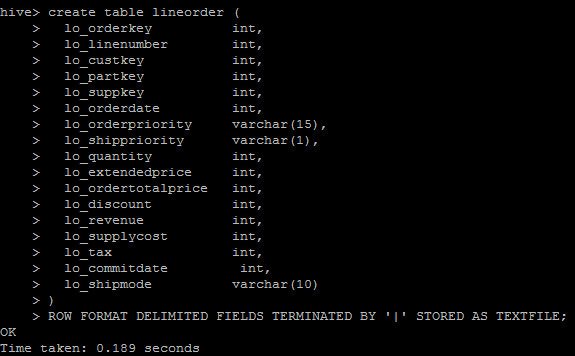 hive> create table lineorder (
    >   lo_orderkey          int,
    >   lo_linenumber        int,
    >   lo_custkey           int,
    >   lo_partkey           int,
    >   lo_suppkey           int,
    >   lo_orderdate         int,
    >   lo_orderpriority     varchar(15),
    >   lo_shippriority      varchar(1),
    >   lo_quantity          int,
    >   lo_extendedprice     int,
    >   lo_ordertotalprice   int,
    >   lo_discount          int,
    >   lo_revenue           int,
    >   lo_supplycost        int,
    >   lo_tax               int,
    >   lo_commitdate         int,
    >   lo_shipmode          varchar(10)
    > )
    > ROW FORMAT DELIMITED FIELDS TERMINATED BY '|' STORED AS TEXTFILE;
OK
Time taken: 0.189 seconds